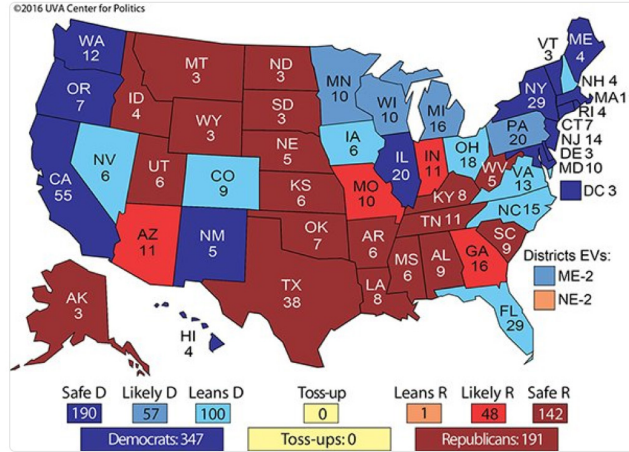 ©2016 UVA Center for Politics
WA
12
OR
7
CA
55
NV
6
ID
4
MT
3
WY
3
UT
6
AZ
11
CO
9
NM
5
ND
3
SD
3
NE
5
KS
6
OK
7
TX
38
MN
10
IA
6
MO
10
AR
6
LA
8
WI
10
IL
20
MI
16
IN
11
OH
18
KY 8
TN 11
MS
6
AL
9
GA
16
FL
29
SC
9
NC 15
VA
13
WV
5
PA
20
NY
29
VT
3
ME
4
NH 4
MA1
RI 4
CT 7
NJ 14
DE 3
MD 10
DC 3
AK
3
HI
4
Districts EVs:
ME-2
NE-2
Safe D Likely D Leans D Toss-up Leans R Likely R Safe R
190 57 100 0 1 48 142
Democrats: 347 Toss-ups: 0 Republicans: 191